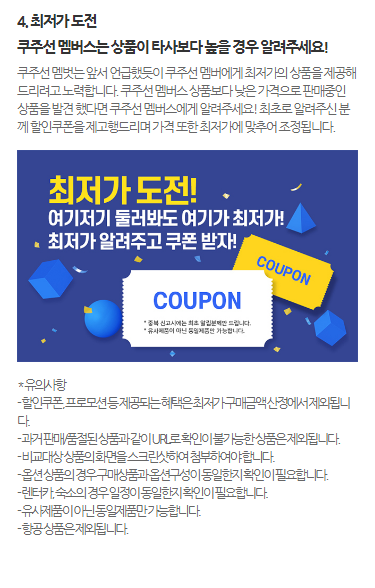 4. 최저가 도전
쿠주선 멤버스는 상품이 타사보다 높을 경우 알려주세요!
쿠주선 멤벗는 앞서 언급했듯이 쿠주선 멤버에게 최저가의 상품을 제공해
드리려고 노력합니다. 쿠주선 멤버스 상품보다 낮은 가격으로 판매중인
상품을 발견 했다면 쿠주선 멤버스에게 알려주세요! 최초로 알려주신 분
께 할인쿠폰을 제고행드리며 가격 또한 최저가에 맞추어 조정됩니다.
최저가 도전!
여기저기 둘러봐도 여기가 최저가!
최저가 알려주고 쿠폰 받자!
COUPON
COUPON
* 중복 신고시에는 최초 알림분께만 드립니다.
* 유사제품이 아닌 동일제품만 가능합니다.
*유의사항
-할인쿠폰, 프로모션 등 제공되는 혜택은 최저가 구매금액 산정에서 제외됩니
다.
-과거 판매/품절된 상품과 같이 URL로 확인이 불가능한 상품은 제외됩니다.
-비교대상 상품의 화면을 스크린샷하여 첨부하여야 합니다.
-옵션 상품의 경우 구매상품과 옵션구성이 동일한지 확인이 필요합니다.
-렌터카, 숙소의 경우 일정이 동일한지 확인이 필요합니다.
-유사제품이 아닌 동일제품만 가능합니다.
-항공 상품은 제외됩니다.